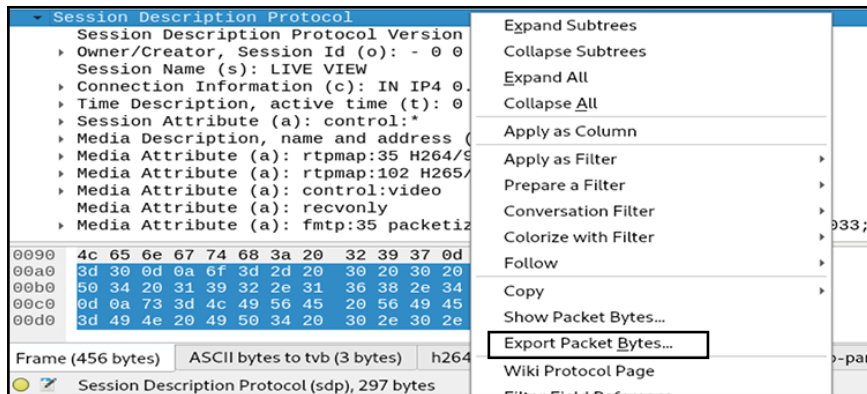 Session Description Protocol
Session Description Protocol Version
Owner/Creator, Session Id (o): - 0 0
Session Name (s): LIVE VIEW
Connection Information (c): IN IP4 0.
Time Description, active time (t): 0
Session Attribute (a): control:*
Media Description, name and address (
Media Attribute (a): rtpmap:35 H264/9
Media Attribute (a): rtpmap:102 H265/
Media Attribute (a): control:video
Media Attribute (a): recvonly
Media Attribute (a): fmtp:35 packetiz
033;
Expand Subtrees
Collapse Subtrees
Expand All
Collapse All
Apply as Column
Apply as Filter
Prepare a Filter
Conversation Filter
Colorize with Filter
Follow
Copy
Show Packet Bytes...
Export Packet Bytes...
Wiki Protocol Page
0090 4c 65 6e 67 74 68 3a 20 32 39 37 0d
00a0 3d 30 0d 0a 6f 3d 2d 20 30 20 30 20
00b0 50 34 20 31 39 32 2e 31 36 38 2e 34
00c0 0d 0a 73 3d 4c 49 56 45 20 56 49 45
00d0 3d 49 4e 20 49 50 34 20 30 2e 30 2e
Frame (456 bytes) ASCII bytes to tvb (3 bytes) h264
o-par
Session Description Protocol (sdp), 297 bytes